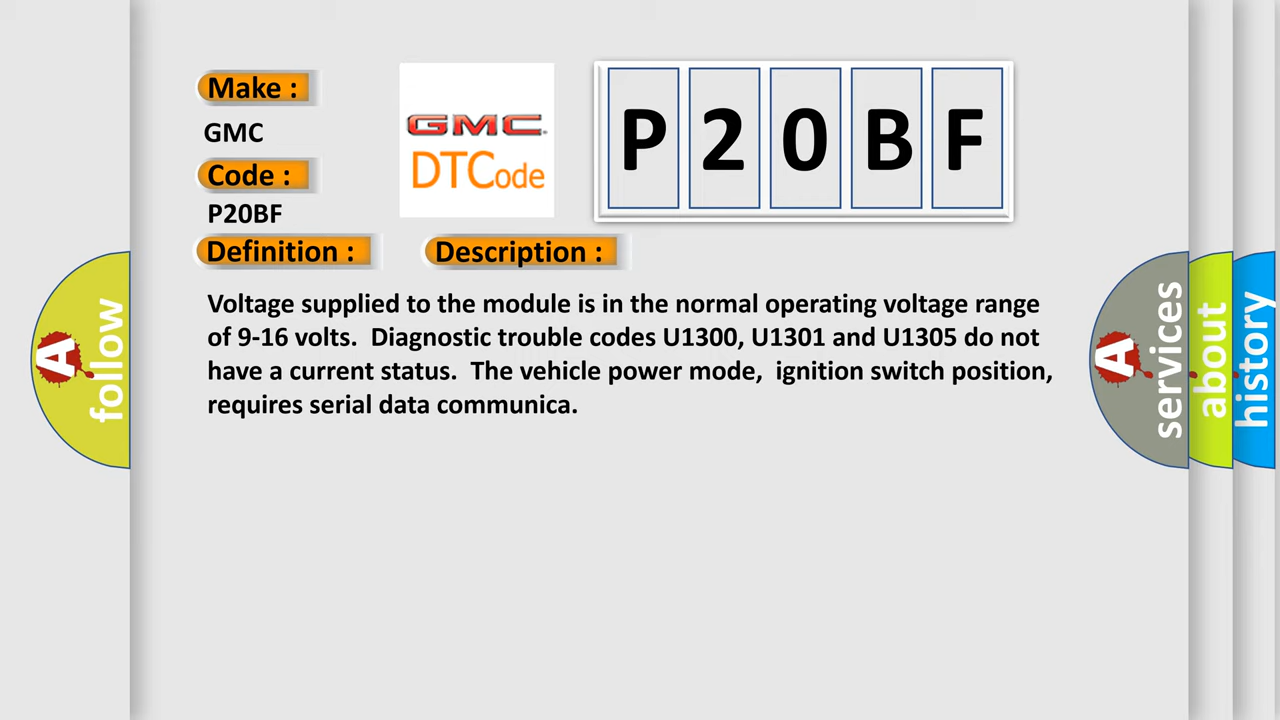 Make :
GMC
Code :
P20BF
Definition :
Description :
GMC
DTCode
P20BF
Voltage supplied to the module is in the normal operating voltage range
of 9-16 volts  Diagnostic trouble codes U1300, U1301 and U1305 do not
have a current status  The vehicle power mode,  ignition switch position,
requires serial data communica.
A follow
A services
about
history